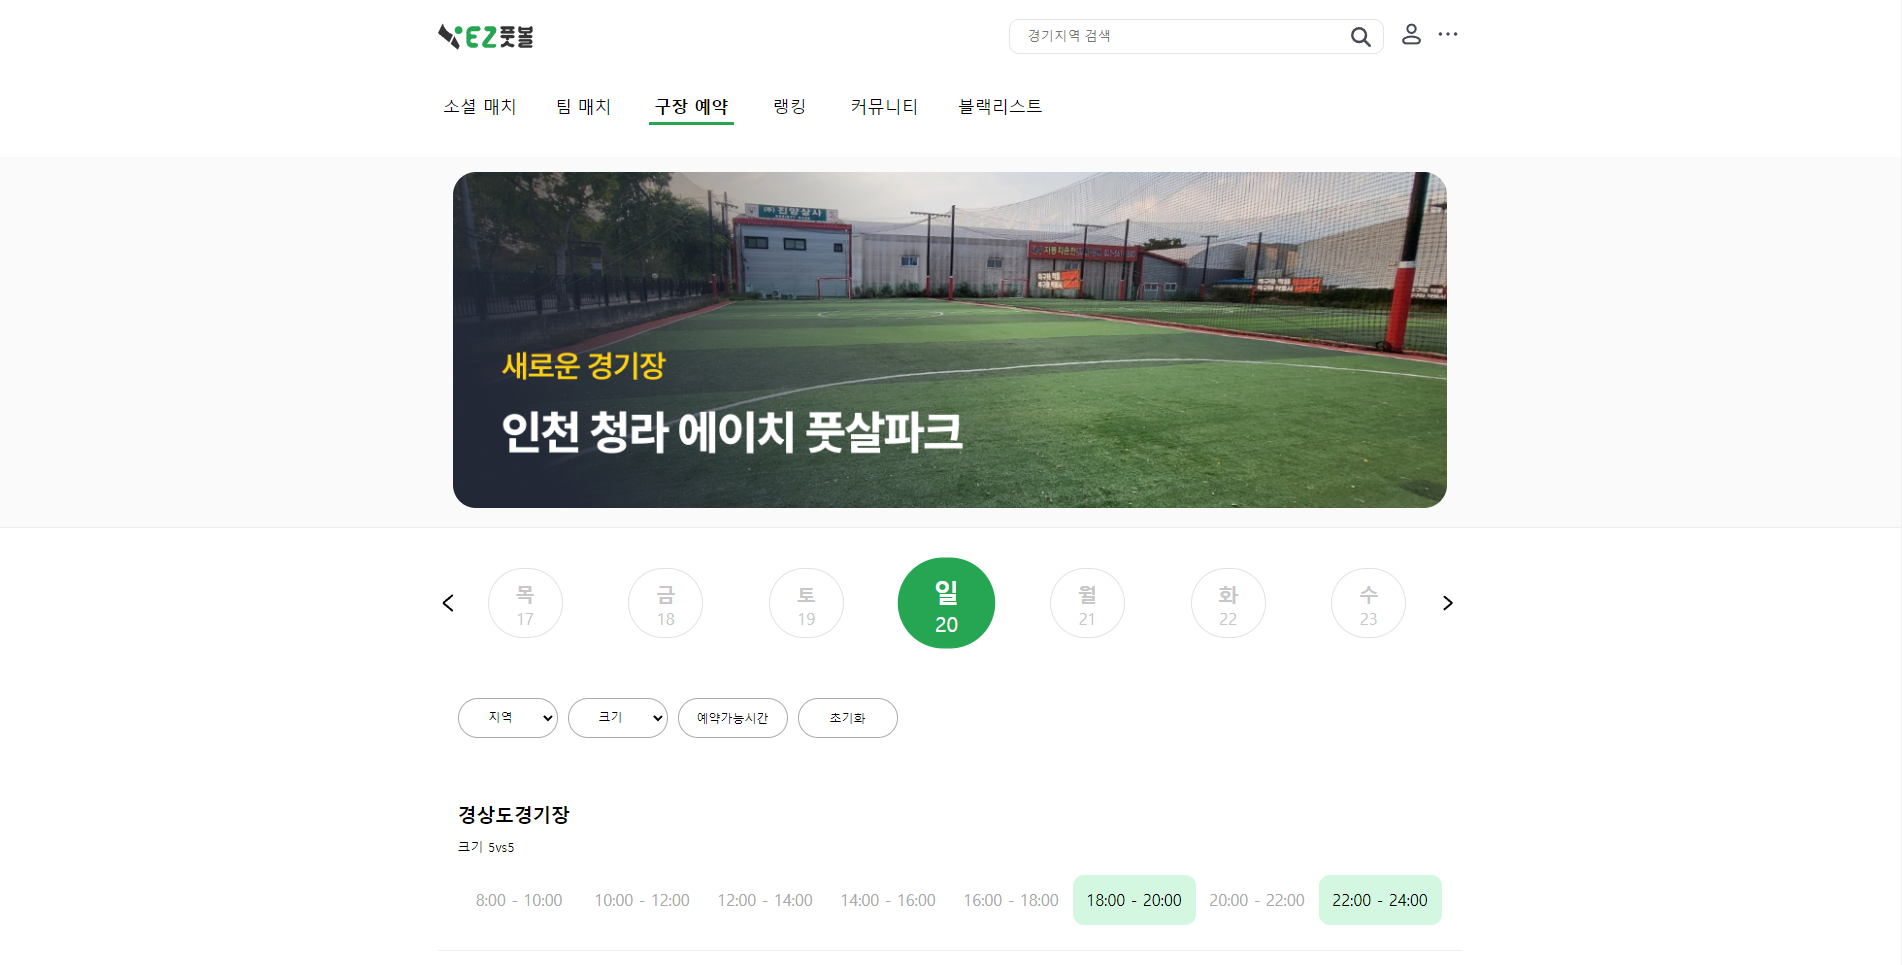 EZ풋볼
경기지역 검색
소셜 매치 팀 매치 구장 예약 랭킹 커뮤니티 블랙리스트
(주) 진양상사
새로운 경기장
인천 청라 에이치 풋살파크
목 금 토 일 월 화 수
17 18 19 20 21 22 23
지역 크기 예약가능시간 초기화
경상도경기장
크기 5vs5
8:00 - 10:00 10:00 - 12:00 12:00 - 14:00 14:00 - 16:00 16:00 - 18:00 18:00 - 20:00 20:00 - 22:00 22:00 - 24:00